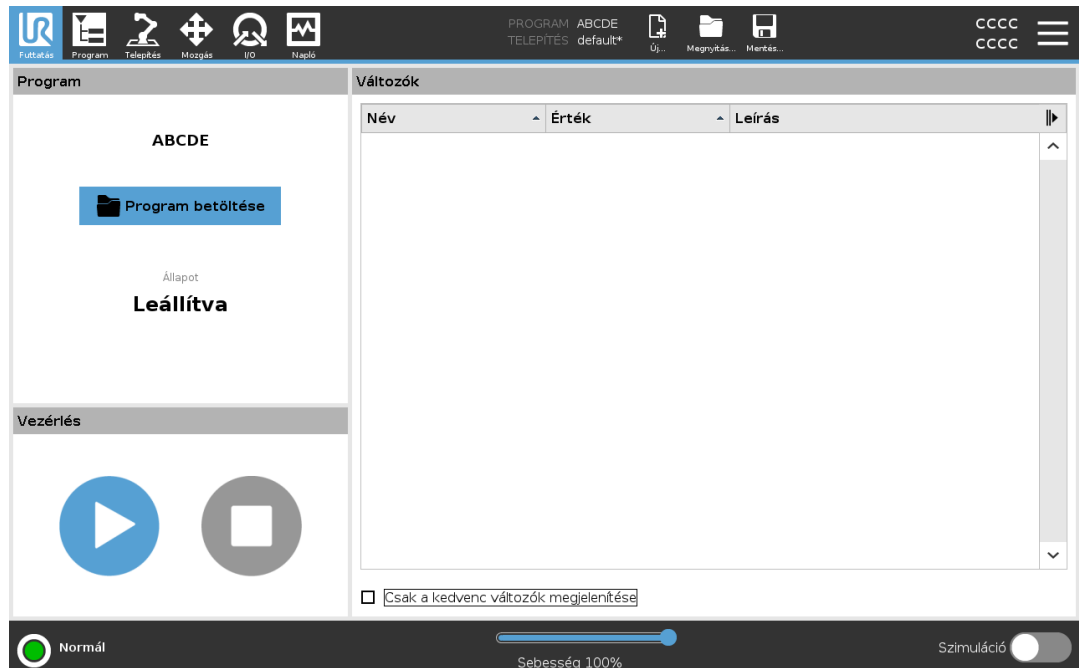 UR
Futtatás Program Telepítés Mozgás I/O Napló
PROGRAM ABCDE
TELEPÍTÉS default*
Új... Megnyitás... Mentés...
CCCC
CCCC
Program
ABCDE
Program betöltése
Állapot
Leállítva
Vezérlés
Változók
Név Érték Leírás
Csak a kedvenc változók megjelenítése
Normál
Sebesség 100%
Szimuláció